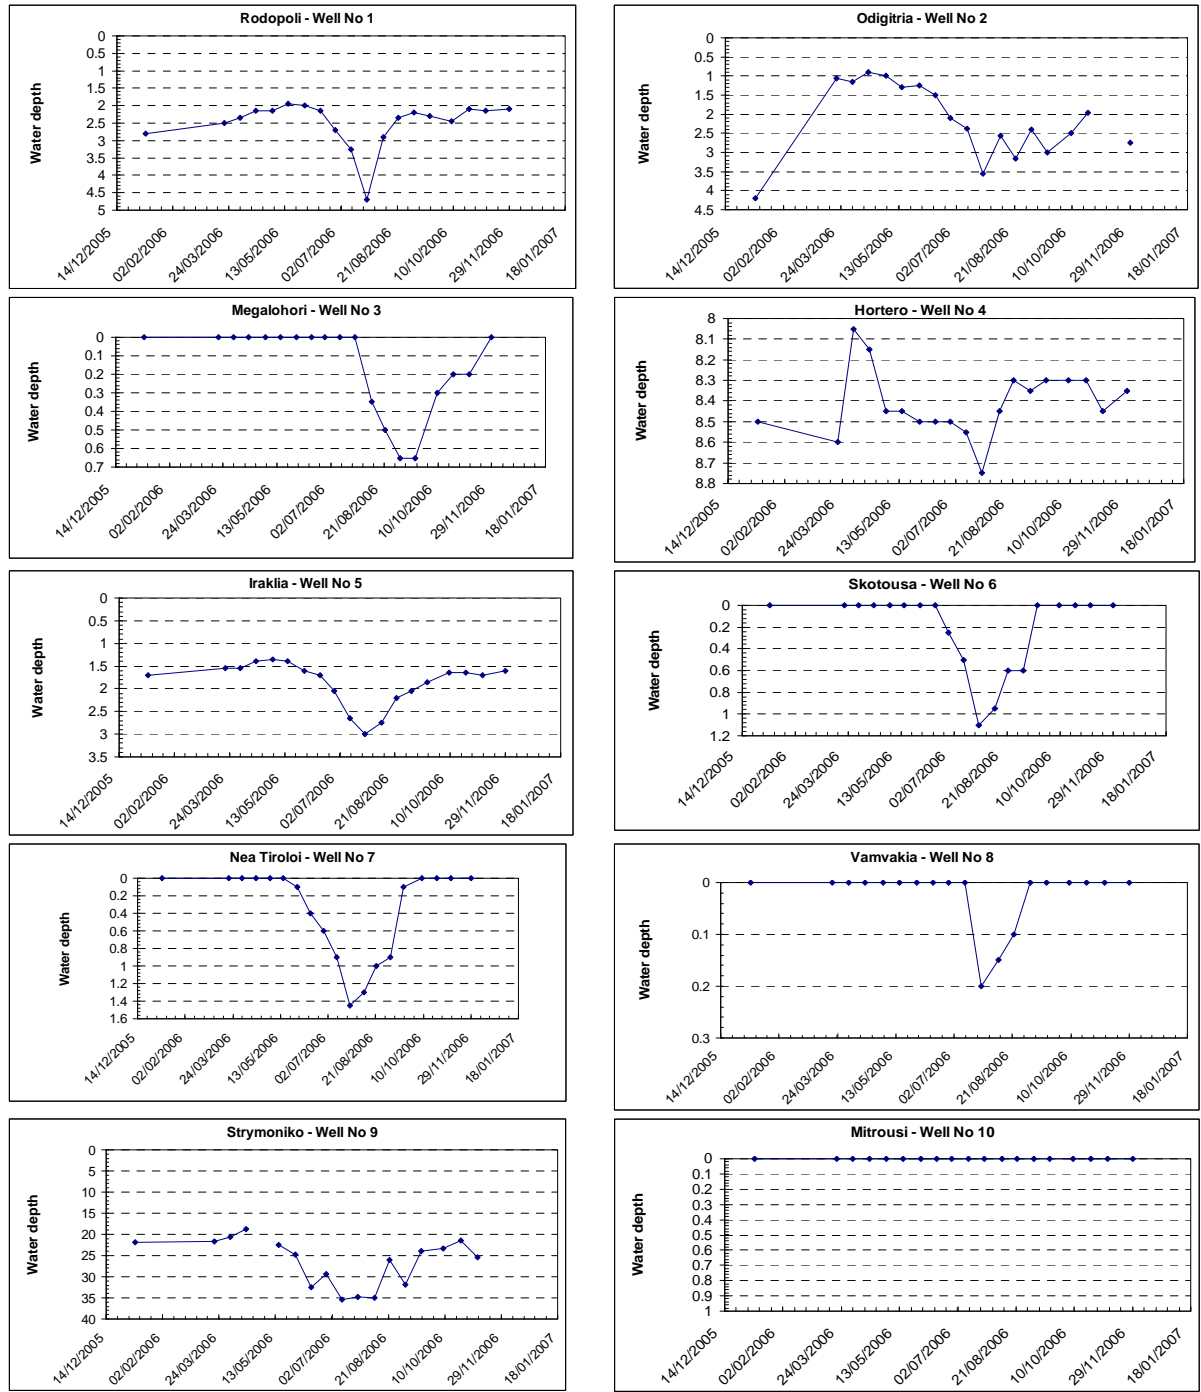 Rodopoli - Well No 1
Water depth
0
0.5
1
1.5
2
2.5
3
3.5
4
4.5
5
14/12/2005 02/02/2006 24/03/2006 13/05/2006 02/07/2006 21/08/2006 10/10/2006 29/11/2006 18/01/2007
Odigitria - Well No 2
Water depth
0
0.5
1
1.5
2
2.5
3
3.5
4
4.5
14/12/2005 02/02/2006 24/03/2006 13/05/2006 02/07/2006 21/08/2006 10/10/2006 29/11/2006 18/01/2007
Megalohori - Well No 3
Water depth
0
0.1
0.2
0.3
0.4
0.5
0.6
0.7
14/12/2005 02/02/2006 24/03/2006 13/05/2006 02/07/2006 21/08/2006 10/10/2006 29/11/2006 18/01/2007
Hortero - Well No 4
Water depth
8
8.1
8.2
8.3
8.4
8.5
8.6
8.7
8.8
14/12/2005 02/02/2006 24/03/2006 13/05/2006 02/07/2006 21/08/2006 10/10/2006 29/11/2006 18/01/2007
Iraklia - Well No 5
Water depth
0
0.5
1
1.5
2
2.5
3
3.5
14/12/2005 02/02/2006 24/03/2006 13/05/2006 02/07/2006 21/08/2006 10/10/2006 29/11/2006 18/01/2007
Skotousa - Well No 6
Water depth
0
0.2
0.4
0.6
0.8
1
1.2
14/12/2005 02/02/2006 24/03/2006 13/05/2006 02/07/2006 21/08/2006 10/10/2006 29/11/2006 18/01/2007
Nea Tiroloi - Well No 7
Water depth
0
0.2
0.4
0.6
0.8
1
1.2
1.4
1.6
14/12/2005 02/02/2006 24/03/2006 13/05/2006 02/07/2006 21/08/2006 10/10/2006 29/11/2006 18/01/2007
Vamvakia - Well No 8
Water depth
0
0.1
0.2
0.3
14/12/2005 02/02/2006 24/03/2006 13/05/2006 02/07/2006 21/08/2006 10/10/2006 29/11/2006 18/01/2007
Strymoniko - Well No 9
Water depth
0
5
10
15
20
25
30
35
40
14/12/2005 02/02/2006 24/03/2006 13/05/2006 02/07/2006 21/08/2006 10/10/2006 29/11/2006 18/01/2007
Mitrousi - Well No 10
Water depth
0
0.1
0.2
0.3
0.4
0.5
0.6
0.7
0.8
0.9
1
14/12/2005 02/02/2006 24/03/2006 13/05/2006 02/07/2006 21/08/2006 10/10/2006 29/11/2006 18/01/2007